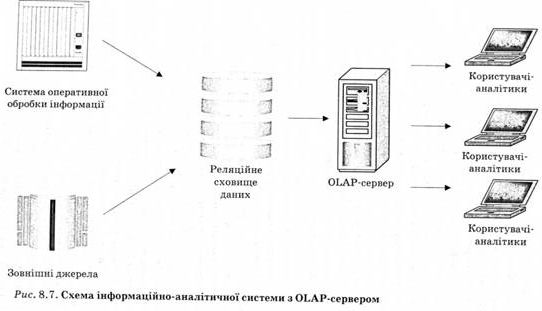 Система оперативної
обробки інформації
Зовнішні джерела
Реляційне
сховище
даних
OLAP-сервер
Користувачі-
аналітики
Користувачі-
аналітики
Користувачі-
аналітики
Рис. 8.7. Схема інформаційно-аналітичної системи з OLAP-сервером